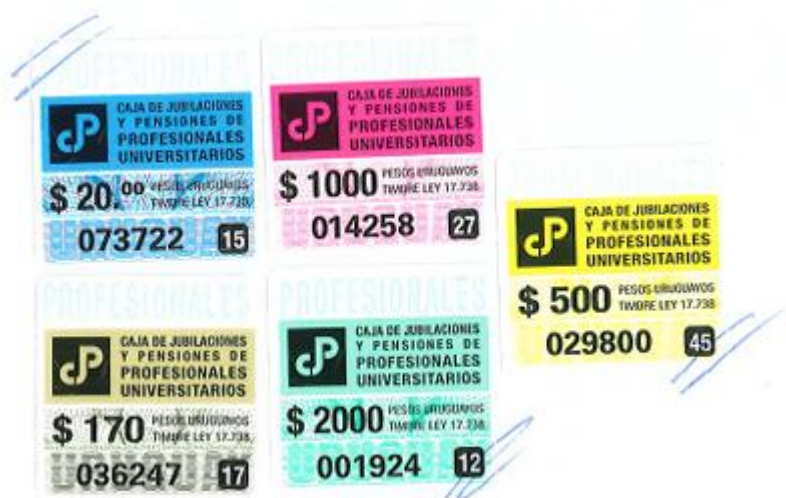 PROFESIONALES
CAJA DE JUBILACIONES
Y PENSIONES DE
PROFESIONALES
UNIVERSITARIOS
$ 20.00 PESOS URUGUAYOS
TIMBRE LEY 17.738
073722 15
URUGUAY
PROFESIONALES
CAJA DE JUBILACIONES
Y PENSIONES DE
PROFESIONALES
UNIVERSITARIOS
$ 1000 PESOS URUGUAYOS
TIMBRE LEY 17.738
014258 27
CAJA DE JUBILACIONES
Y PENSIONES DE
PROFESIONALES
UNIVERSITARIOS
$ 500 PESOS URUGUAYOS
TIMBRE LEY 17.738
029800 45
PROFESIONALES
CAJA DE JUBILACIONES
Y PENSIONES DE
PROFESIONALES
UNIVERSITARIOS
$ 170 PESOS URUGUAYOS
TIMBRE LEY 17.738
036247 17
PROFESIONALES
CAJA DE JUBILACIONES
Y PENSIONES DE
PROFESIONALES
UNIVERSITARIOS
$ 2000 PESOS URUGUAYOS
TIMBRE LEY 17.738
001924 12